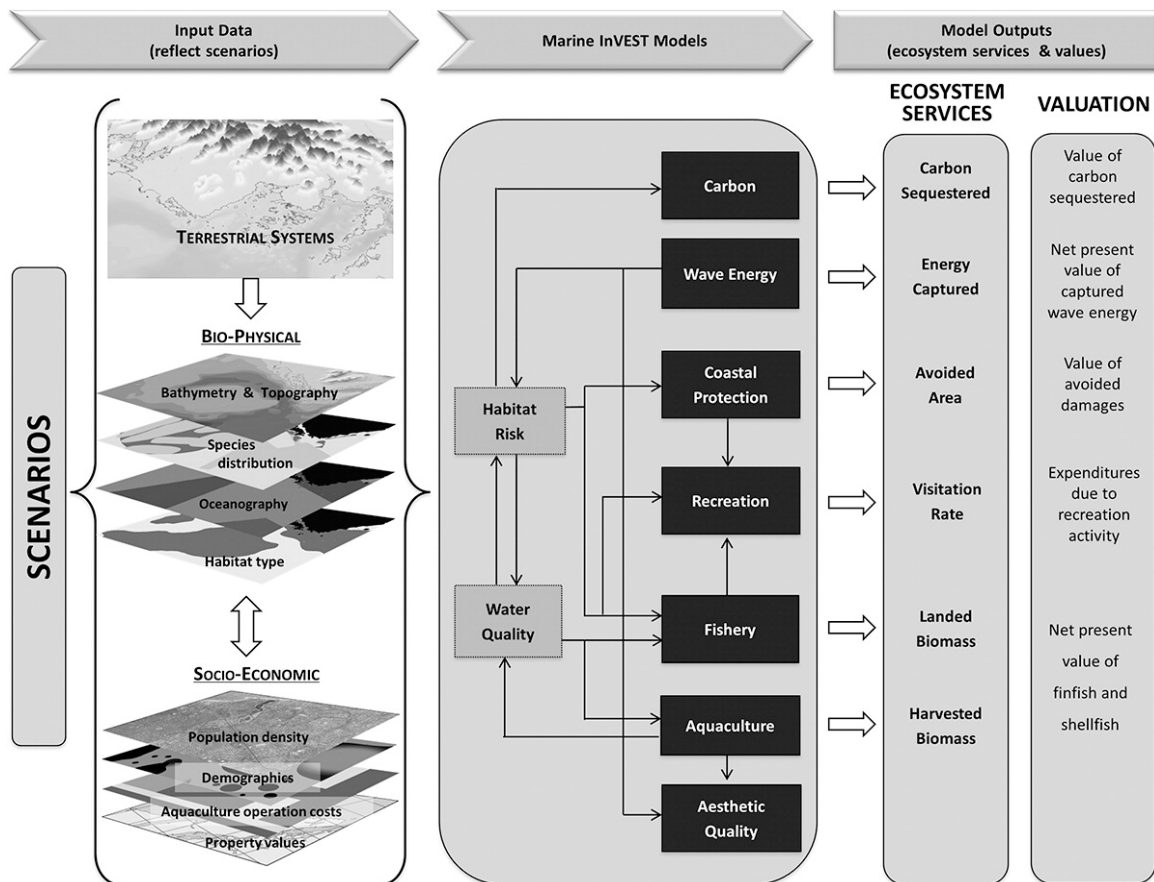 Input Data
(reflect scenarios)
Marine InVEST Models
Model Outputs
(ecosystem services & values)
SCENARIOS
TERRESTRIAL SYSTEMS
BIO-PHYSICAL
Bathymetry & Topography
Species
distribution
Oceanography
Habitat type
SOCIO-ECONOMIC
Population density
Demographics
Aquaculture operation costs
Property values
Habitat
Risk
Water
Quality
Carbon
Wave Energy
Coastal
Protection
Recreation
Fishery
Aquaculture
Aesthetic
Quality
ECOSYSTEM
SERVICES
Carbon
Sequestered
Energy
Captured
Avoided
Area
Visitation
Rate
Landed
Biomass
Harvested
Biomass
VALUATION
Value of
carbon
sequestered
Net present
value of
captured
wave energy
Value of
avoided
damages
Expenditures
due to
recreation
activity
Net present
value of
finfish and
shellfish